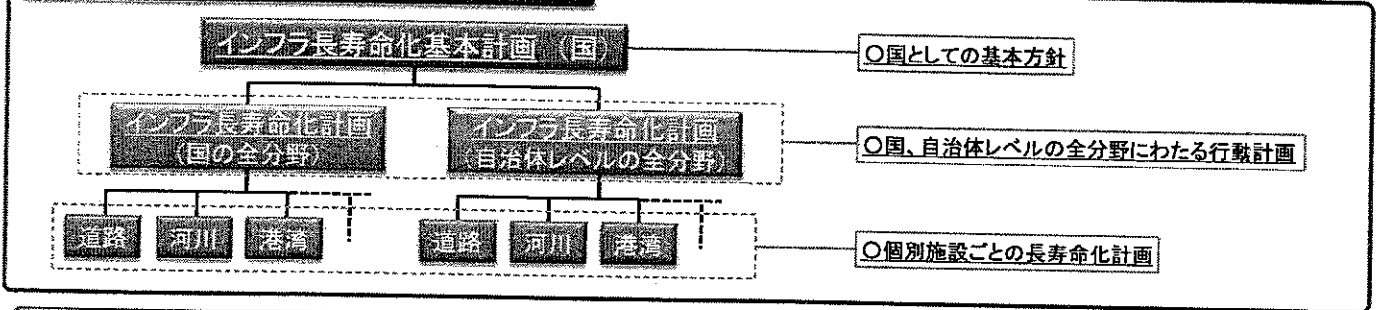 インフラ長寿命化基本計画 (国)
○国としての基本方針
インフラ長寿命化計画
(国の全分野)
インフラ長寿命化計画
(自治体レベルの全分野)
○国、自治体レベルの全分野にわたる行動計画
道路 河川 港湾
道路 河川 港湾
○個別施設ごとの長寿命化計画